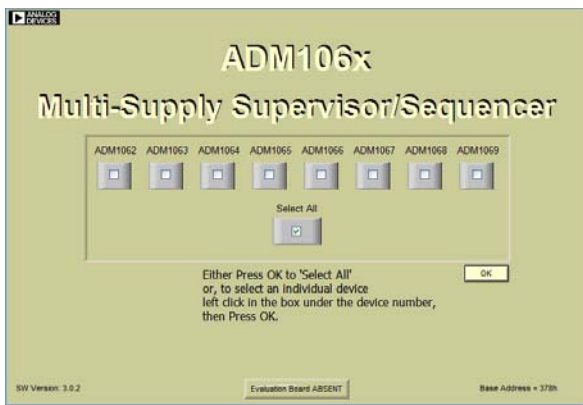 ANALOG
DEVICES
ADM106x
Multi-Supply Supervisor/Sequencer
ADM1062 ADM1063 ADM1064 ADM1065 ADM1066 ADM1067 ADM1068 ADM1069
Select All
Either Press OK to 'Select All'
or, to select an individual device
left click in the box under the device number,
then Press OK.
OK
SW Version: 3.0.2
Evaluation Board ABSENT
Base Address = 378h